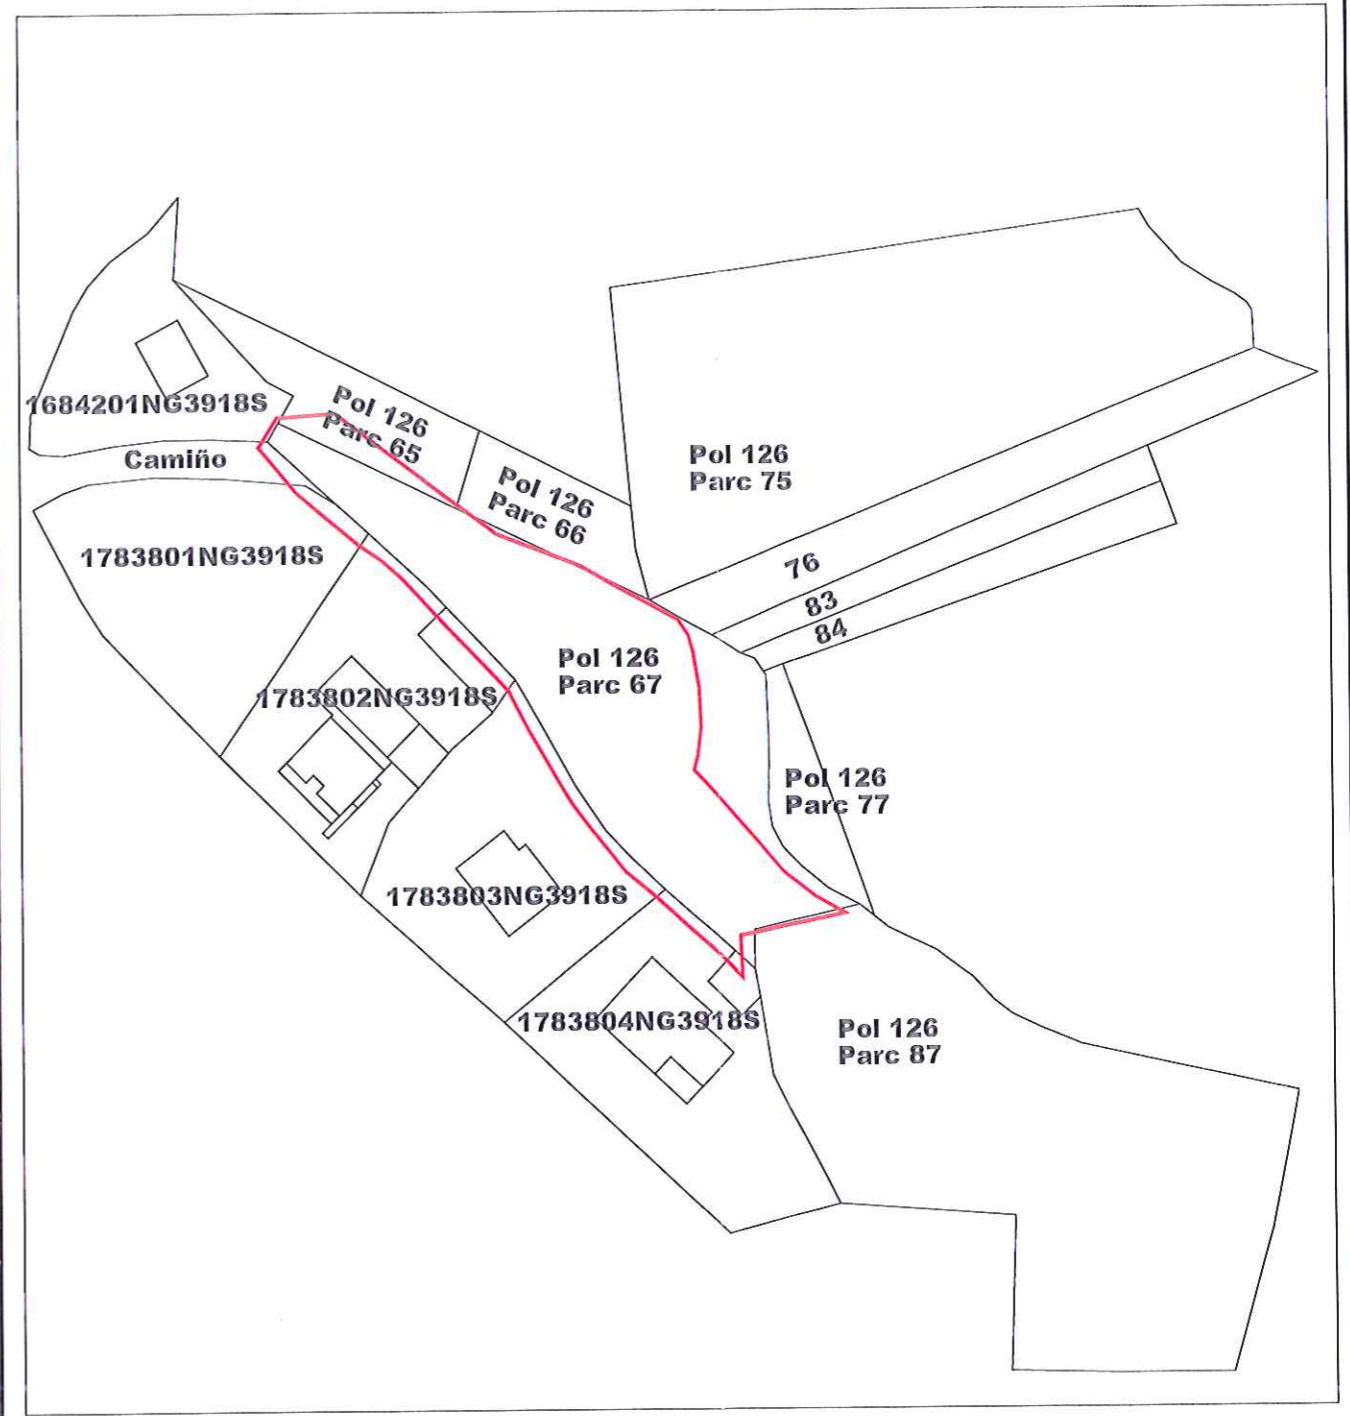 1684201NG3918S
Camiño
Pol 126
Parc 65
Pol 126
Parc 66
Pol 126
Parc 75
1783801NG3918S
76
83
84
Pol 126
Parc 67
1783802NG3918S
Pol 126
Parc 77
1783803NG3918S
1783804NG3918S
Pol 126
Parc 87